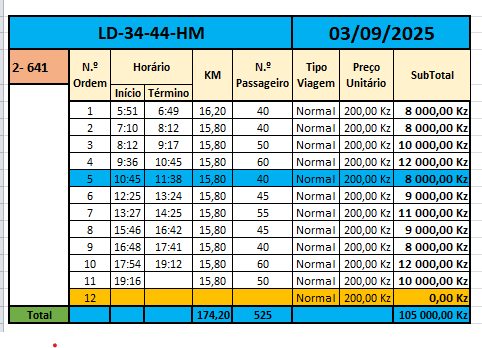 LD-34-44-HM 03/09/2025
2- 641 N.º Ordem Horário KM N.º Passageiro Tipo Viagem Preço Unitário SubTotal
Início Término
1 5:51 6:49 16,20 40 Normal 200,00 Kz 8 000,00 Kz
2 7:10 8:12 15,80 40 Normal 200,00 Kz 8 000,00 Kz
3 8:12 9:17 15,80 50 Normal 200,00 Kz 10 000,00 Kz
4 9:36 10:45 15,80 60 Normal 200,00 Kz 12 000,00 Kz
5 10:45 11:38 15,80 40 Normal 200,00 Kz 8 000,00 Kz
6 12:25 13:24 15,80 45 Normal 200,00 Kz 9 000,00 Kz
7 13:27 14:25 15,80 55 Normal 200,00 Kz 11 000,00 Kz
8 15:46 16:42 15,80 45 Normal 200,00 Kz 9 000,00 Kz
9 16:48 17:41 15,80 40 Normal 200,00 Kz 8 000,00 Kz
10 17:54 19:12 15,80 60 Normal 200,00 Kz 12 000,00 Kz
11 19:16 15,80 50 Normal 200,00 Kz 10 000,00 Kz
12 Normal 200,00 Kz 0,00 Kz
Total 174,20 525 105 000,00 Kz